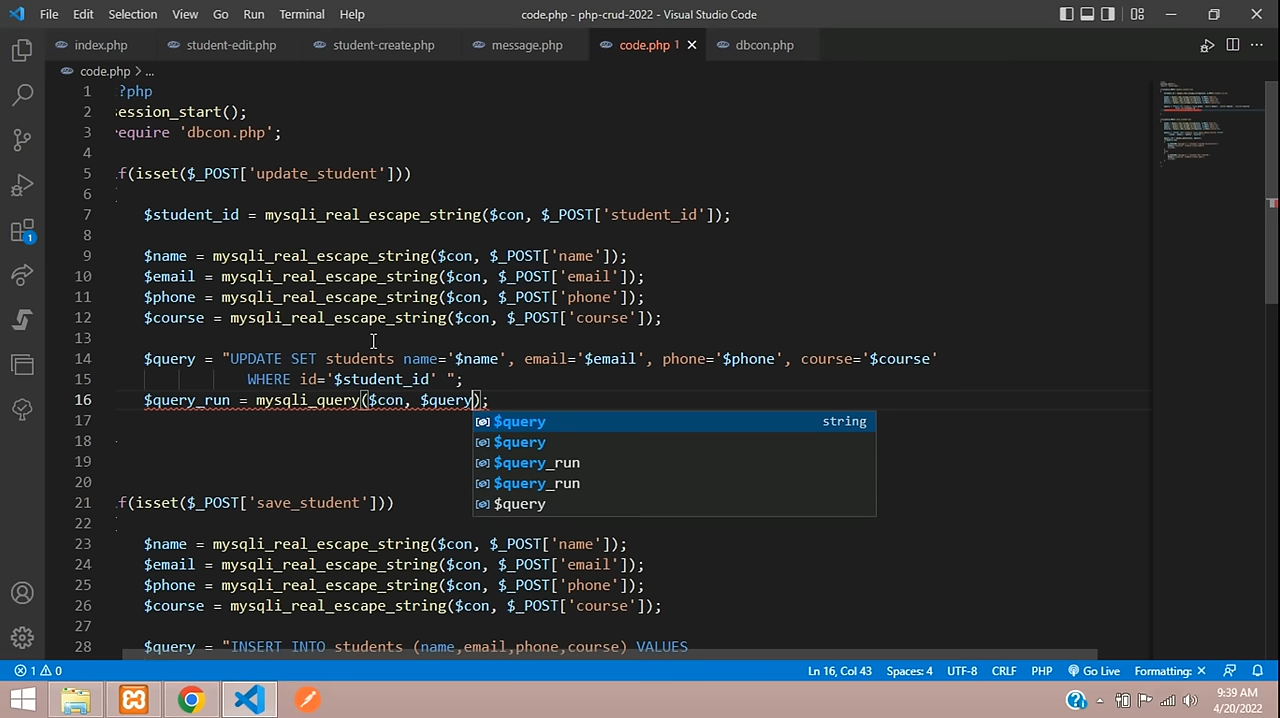 File Edit Selection View Go Run Terminal Help code.php - php-crud-2022 - Visual Studio Code
index.php student-edit.php student-create.php message.php code.php 1 dbcon.php
code.php > ...
1 ?php
2 session_start();
3 require 'dbcon.php';
4
5 if(isset($_POST['update_student']))
6
7 $student_id = mysqli_real_escape_string($con, $_POST['student_id']);
8
9 $name = mysqli_real_escape_string($con, $_POST['name']);
10 $email = mysqli_real_escape_string($con, $_POST['email']);
11 $phone = mysqli_real_escape_string($con, $_POST['phone']);
12 $course = mysqli_real_escape_string($con, $_POST['course']);
13
14 $query = "UPDATE SET students name='$name', email='$email', phone='$phone', course='$course'
15 WHERE id='$student_id' ";
16 $query_run = mysqli_query($con, $query);
17 $query string
18 $query
19 $query_run
20 $query_run
21 if(isset($_POST['save_student'])) $query
22
23 $name = mysqli_real_escape_string($con, $_POST['name']);
24 $email = mysqli_real_escape_string($con, $_POST['email']);
25 $phone = mysqli_real_escape_string($con, $_POST['phone']);
26 $course = mysqli_real_escape_string($con, $_POST['course']);
27
28 $query = "INSERT INTO students (name,email,phone,course) VALUES
1 0 Ln 16, Col 43 Spaces: 4 UTF-8 CRLF PHP Go Live Formatting: ×
9:39 AM
4/20/2022